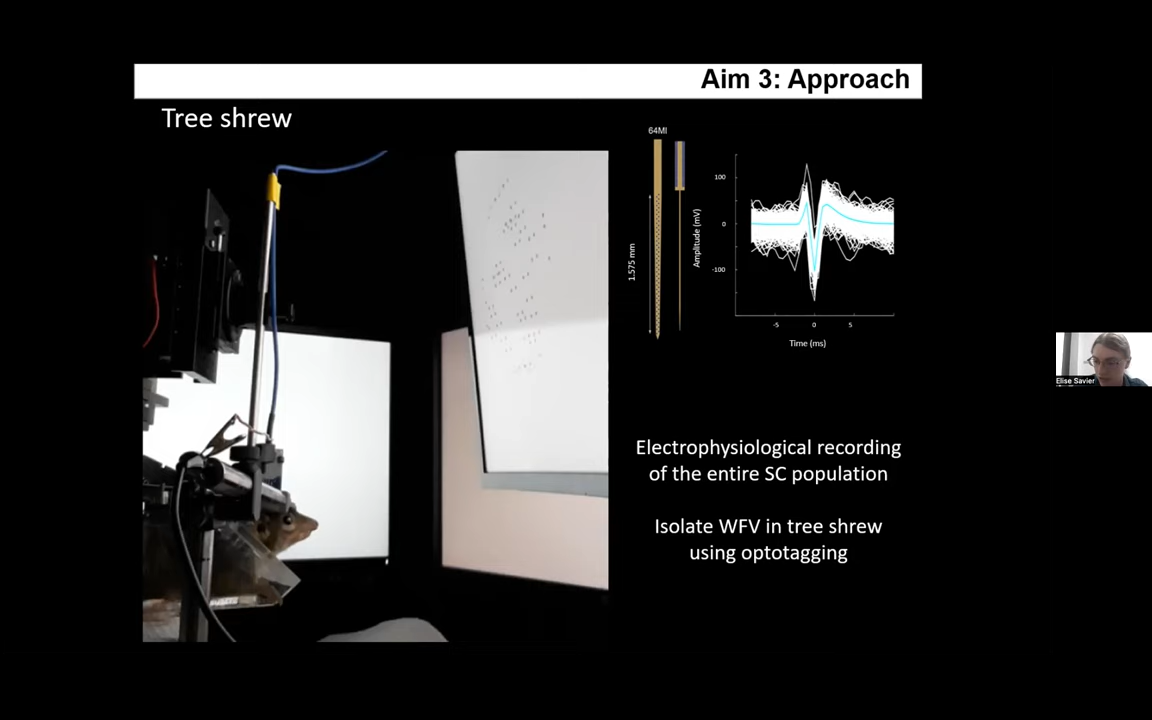 Aim 3: Approach
Tree shrew
64MI
1.575 mm
Amplitude (mV)
100
0
-100
-5
0
5
Time (ms)
Electrophysiological recording
of the entire SC population
Isolate WFV in tree shrew
using optotagging
Elise Savier